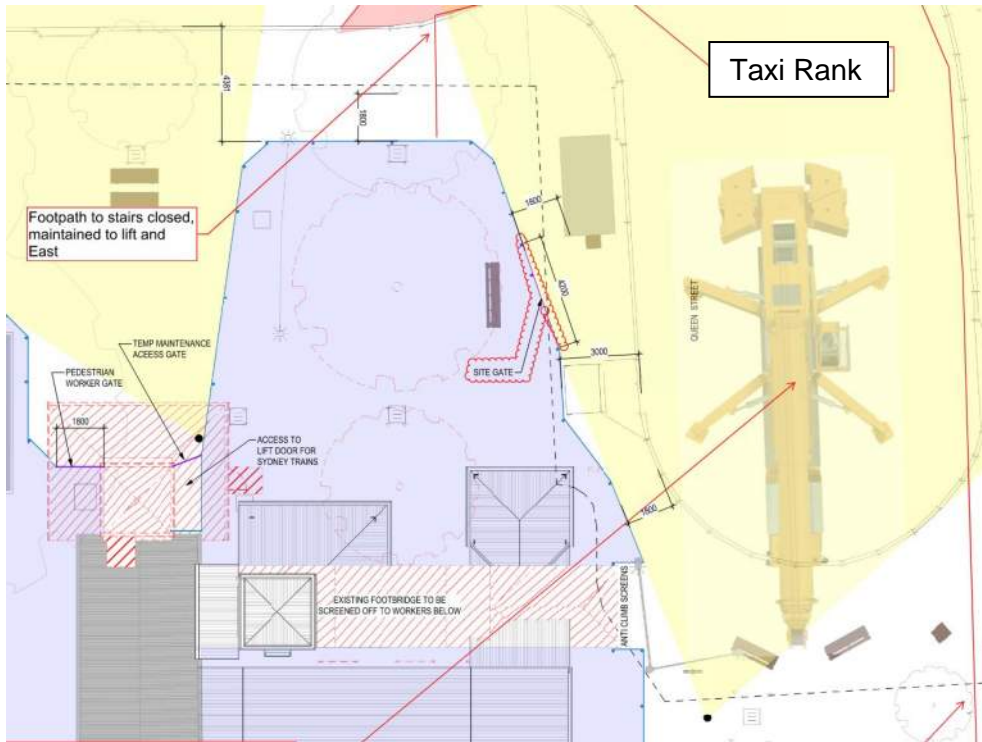 Taxi Rank
4381
1800
Footpath to stairs closed,
maintained to lift and
East
1800
4200
QUEEN STREET
TEMP MAINTENANCE
ACEESS GATE
3000
PEDESTRIAN
WORKER GATE
SITE GATE
1800
ACCESS TO
LIFT DOOR FOR
SYDNEY TRAINS
1500
EXISTING FOOTBRIDGE TO BE
SCREENED OFF TO WORKERS BELOW
ANTI CLIMB SCREENS